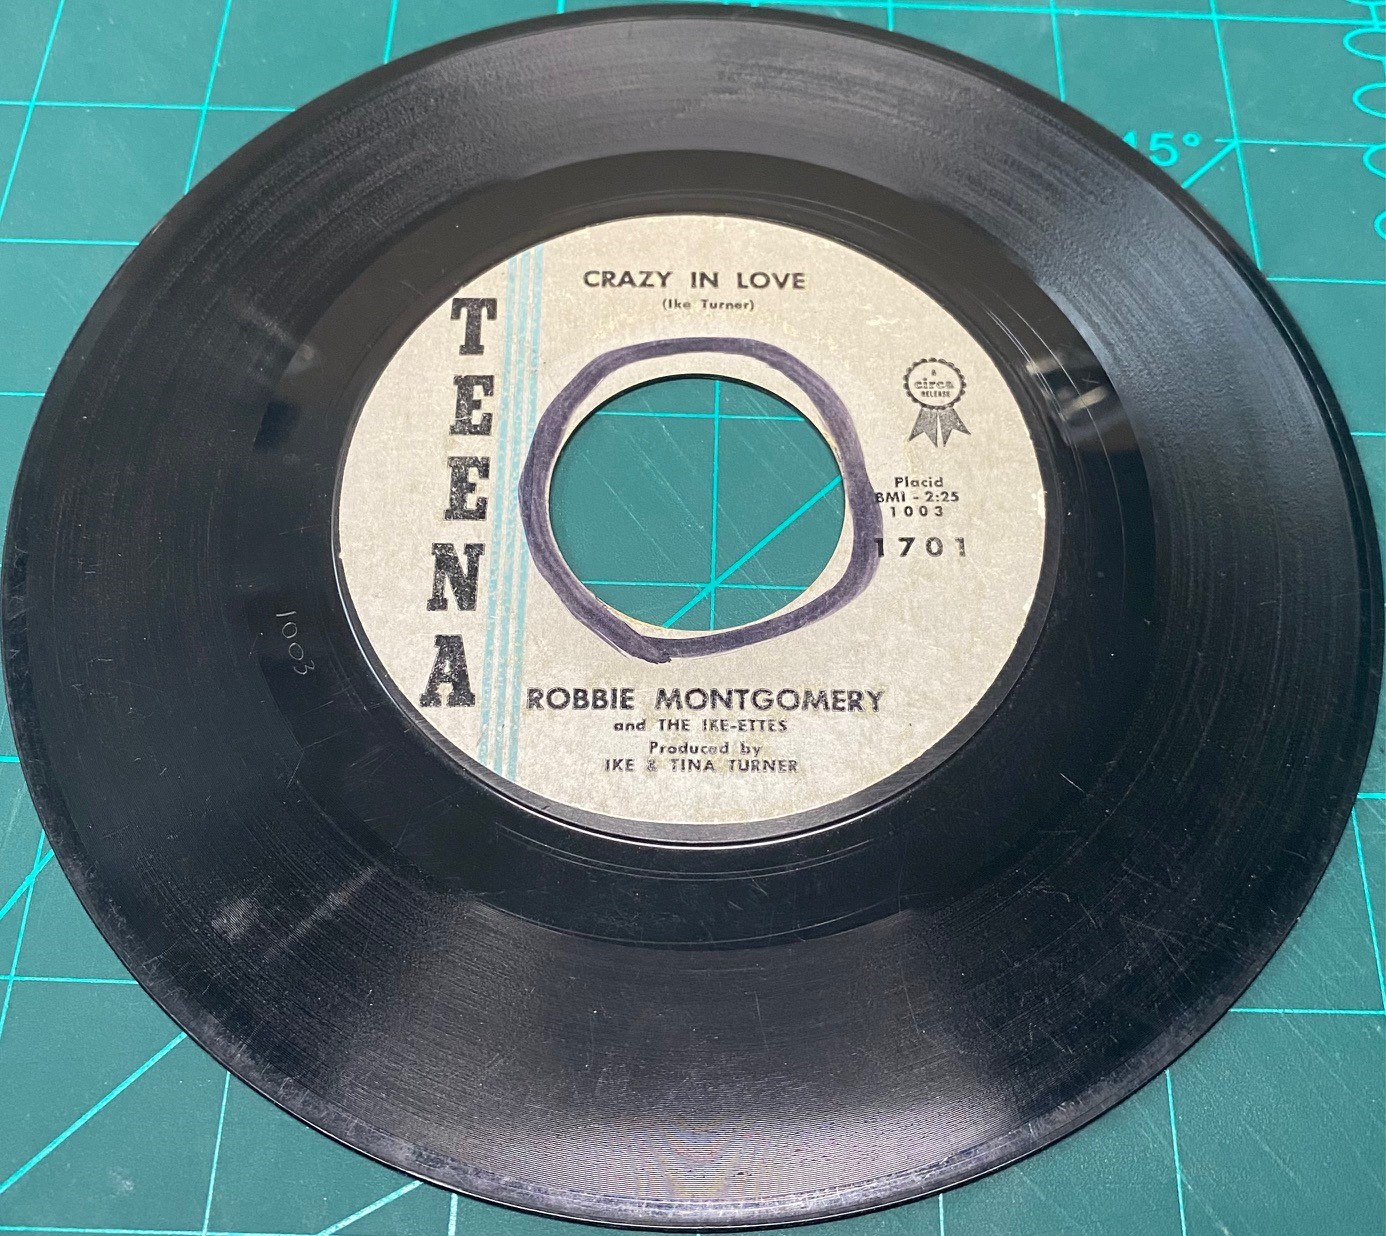 CRAZY IN LOVE
(Ike Turner)
TEENA
A
circa
RELEASE
Placid
BMI - 2:25
1003
1701
ROBBIE MONTGOMERY
and THE IKE-ETTES
Produced by
IKE & TINA TURNER
1003
45°